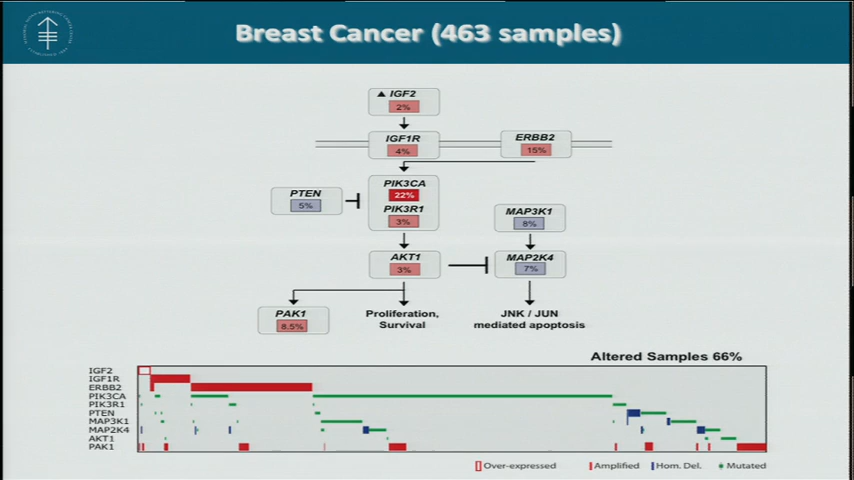 Breast Cancer (463 samples)
▲ IGF2
2%
IGF1R
4%
ERBB2
15%
PTEN
5%
PIK3CA
22%
PIK3R1
3%
MAP3K1
8%
AKT1
3%
MAP2K4
7%
PAK1
8.5%
Proliferation,
Survival
JNK / JUN
mediated apoptosis
Altered Samples 66%
IGF2
IGF1R
ERBB2
PIK3CA
PIK3R1
PTEN
MAP3K1
MAP2K4
AKT1
PAK1
Over-expressed
Amplified
Hom. Del.
Mutated